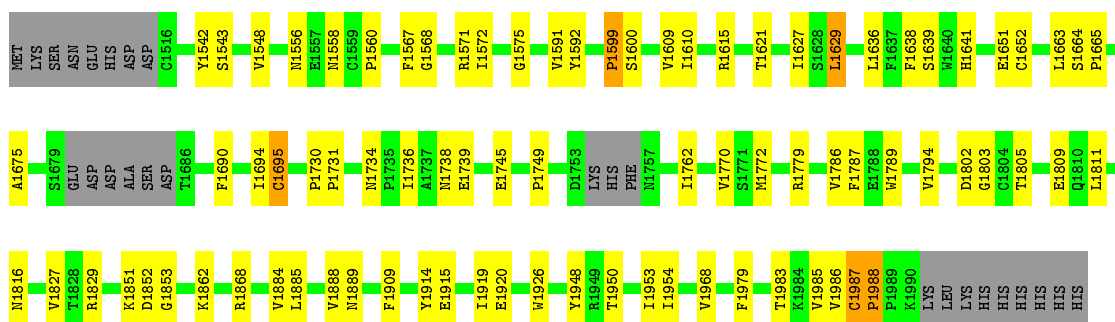 MET LYS SER ASN GLU HIS ASP ASP C1516 Y1542 S1543 V1548 N1556 E1557 N1558 C1559 P1560 F1567 G1568 R1571 I1572 G1575 V1591 Y1592 P1599 S1600 V1609 I1610 R1615 T1621 I1627 S1628 L1629 L1636 F1637 F1638 S1639 W1640 H1641 E1651 C1652 L1663 S1664 P1665
A1675 S1679 GLU ASP ASP ALA SER ASP T1686 F1690 I1694 C1695 P1730 P1731 N1734 P1735 I1736 A1737 N1738 E1739 E1745 P1749 D1753 LYS HIS PHE N1757 I1762 V1770 S1771 M1772 R1779 V1786 F1787 E1788 W1789 V1794 D1802 G1803 C1804 T1805 E1809 Q1810 L1811
N1816 V1827 T1828 R1829 K1851 D1852 G1853 K1862 R1868 V1884 L1885 V1888 N1889 F1909 Y1914 E1915 I1919 E1920 W1926 Y1948 R1949 T1950 I1953 I1954 V1968 F1979 T1983 K1984 V1985 V1986 C1987 P1988 P1989 K1990 LYS LEU LYS HIS HIS HIS HIS HIS HIS